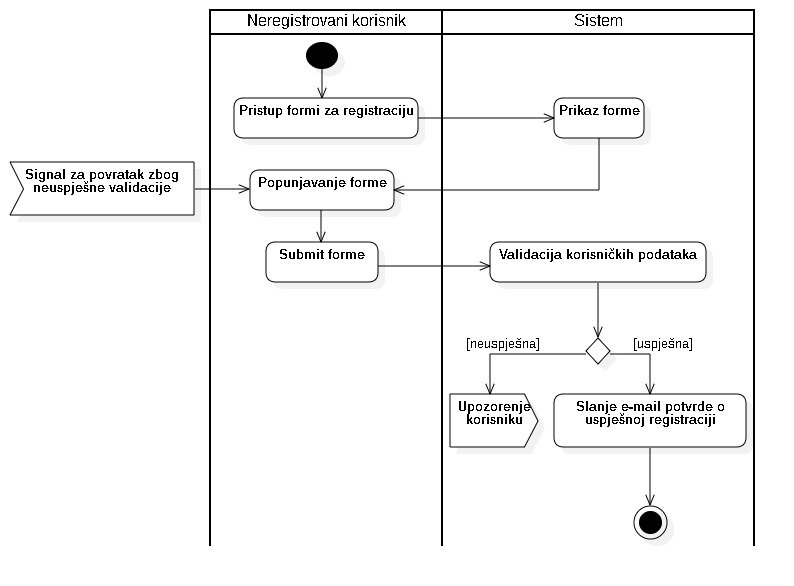 Neregistrovani korisnik
Sistem
Pristup formi za registraciju
Prikaz forme
Signal za povratak zbog
neuspješne validacije
Popunjavanje forme
Submit forme
Validacija korisničkih podataka
[neuspješna]
[uspješna]
Upozorenje
korisniku
Slanje e-mail potvrde o
uspješnoj registraciji